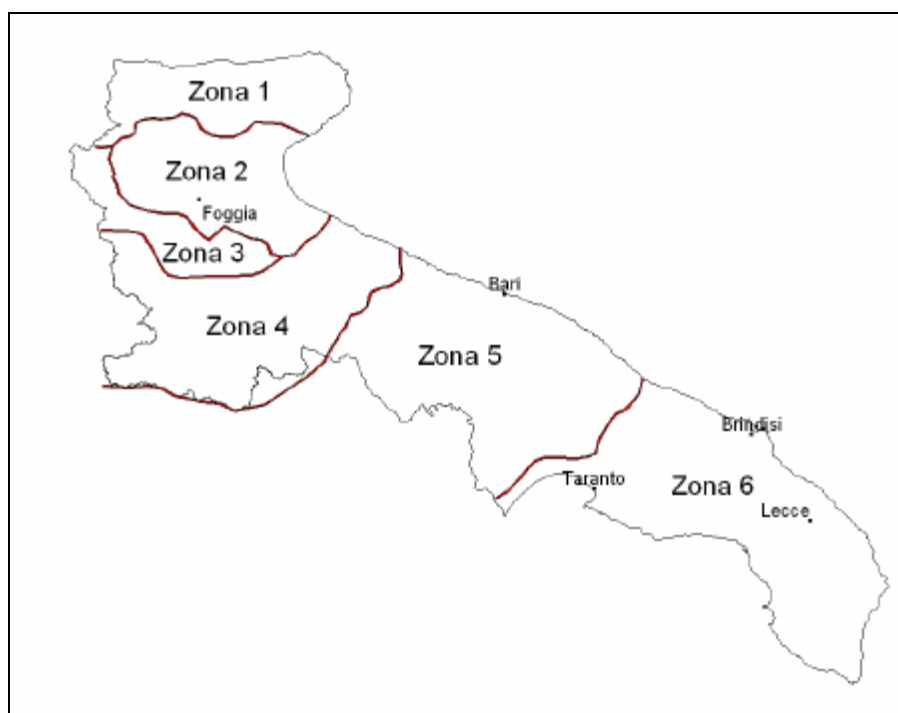 Zona 1
Zona 2
Foggia
Zona 3
Bari
Zona 4
Zona 5
Brindisi
Taranto
Zona 6
Lecce